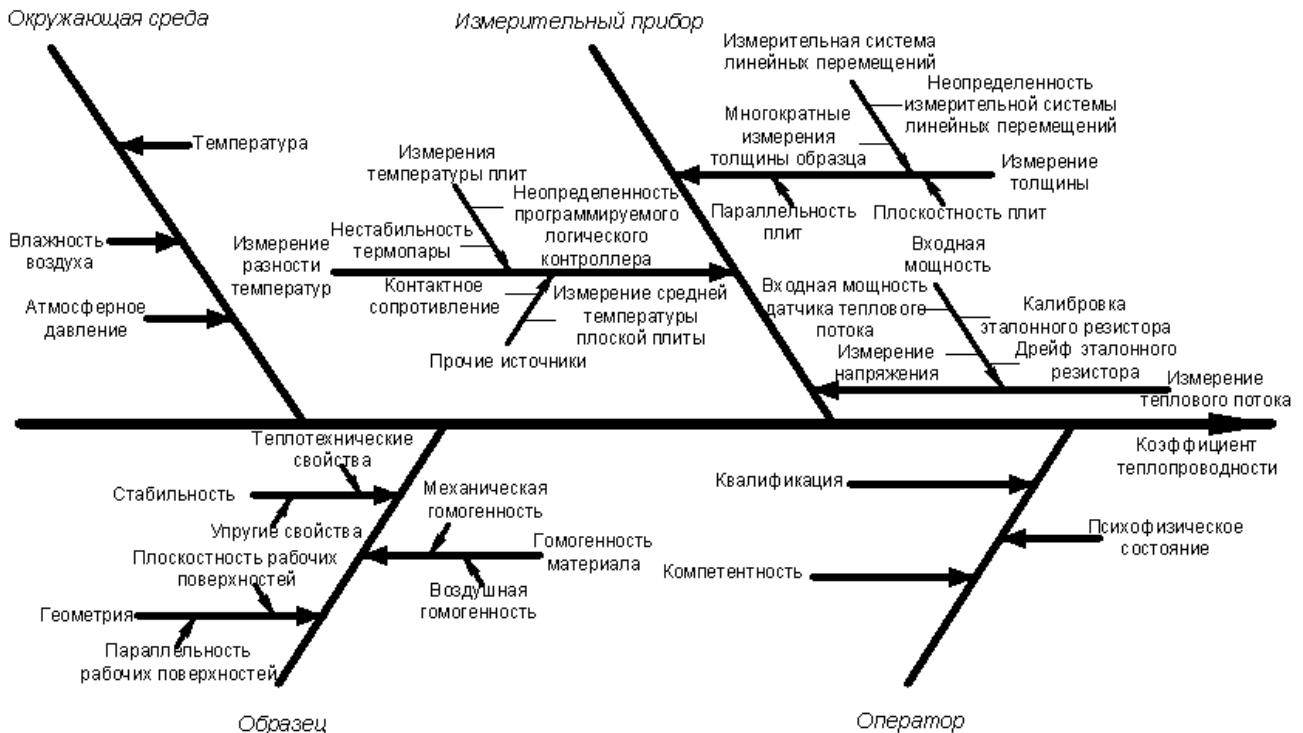 Окружающая среда
Измерительный прибор
Измерительная система
линейных перемещений
Неопределенность
измерительной системы
линейных перемещений
Многократные
измерения
толщины образца
Измерение
толщины
Параллельность
плит
Плоскостность плит
Температура
Измерения
температуры плит
Неопределенность
программируемого
логического
контроллера
Нестабильность
термопары
Влажность
воздуха
Измерение
разности
температур
Контактное
сопротивление
Измерение средней
температуры
плоской плиты
Прочие источники
Атмосферное
давление
Входная
мощность
Входная мощность
датчика теплового
потока
Калибровка
эталонного резистора
Измерение
напряжения
Дрейф эталонного
резистора
Измерение
теплового потока
Коэффициент
теплопроводности
Теплотехнические
свойства
Стабильность
Упругие свойства
Механическая
гомогенность
Гомогенность
материала
Воздушная
гомогенность
Плоскостность рабочих
поверхностей
Геометрия
Параллельность
рабочих поверхностей
Образец
Квалификация
Психофизическое
состояние
Компетентность
Оператор